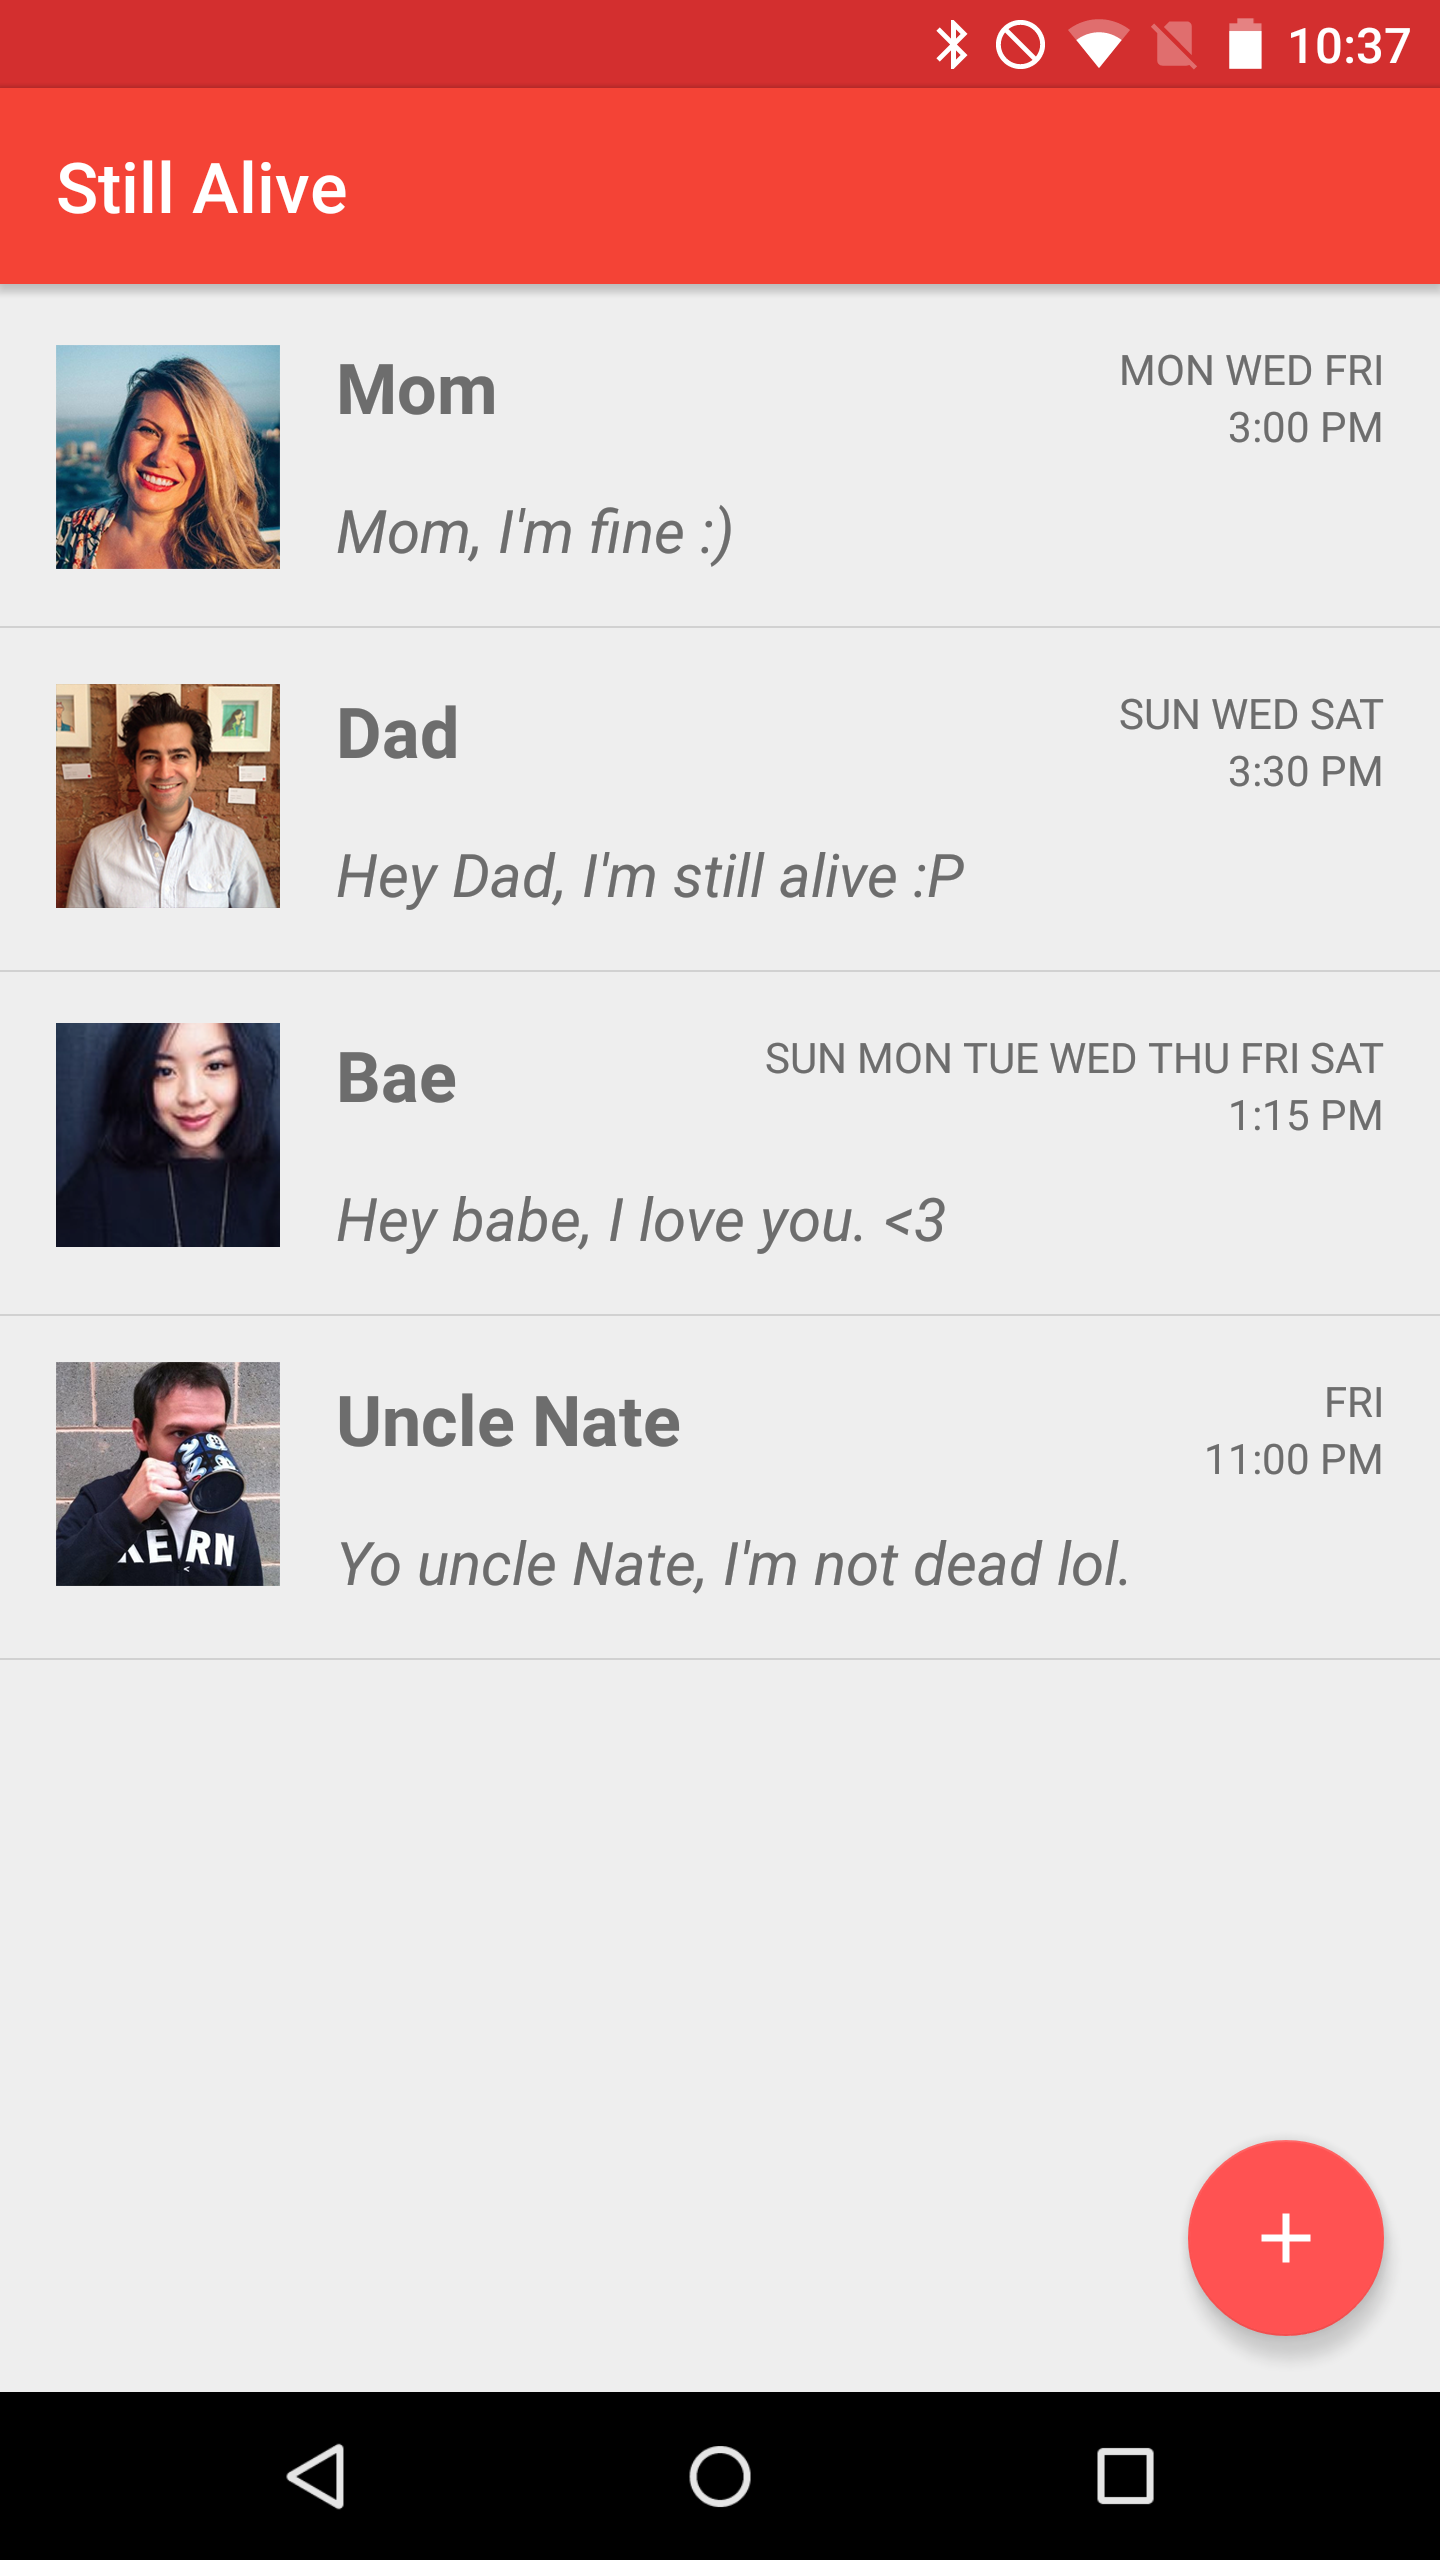 10:37
Still Alive
Mom
MON WED FRI
3:00 PM
Mom, I'm fine :)
Dad
SUN WED SAT
3:30 PM
Hey Dad, I'm still alive :P
Bae
SUN MON TUE WED THU FRI SAT
1:15 PM
Hey babe, I love you. <3
Uncle Nate
FRI
11:00 PM
Yo uncle Nate, I'm not dead lol.